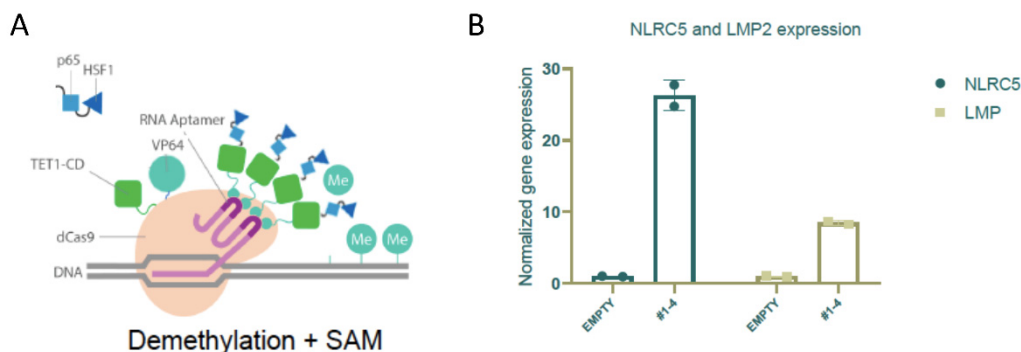 A
p65
HSF1
RNA Aptamer
VP64
TET1-CD
Me
dCas9
Me
Me
DNA
Demethylation + SAM
B
NLRC5 and LMP2 expression
Normalized gene expression
30
20
10
0
EMPTY
#1-4
EMPTY
#1-4
NLRC5
LMP